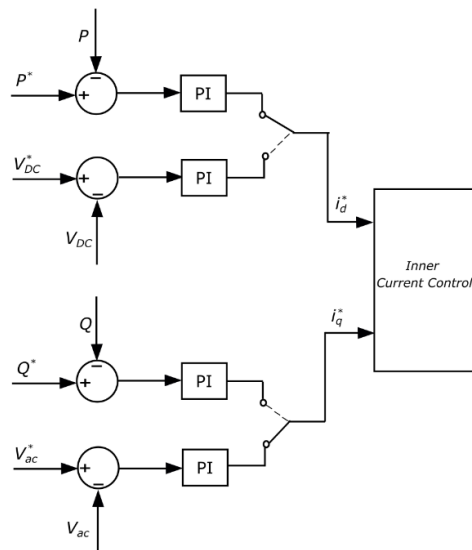 P
−
P*
+
PI
V*DC
+
PI
−
i*d
VDC
Inner
Current Control
Q
i*q
−
Q*
+
PI
V*ac
+
PI
−
Vac